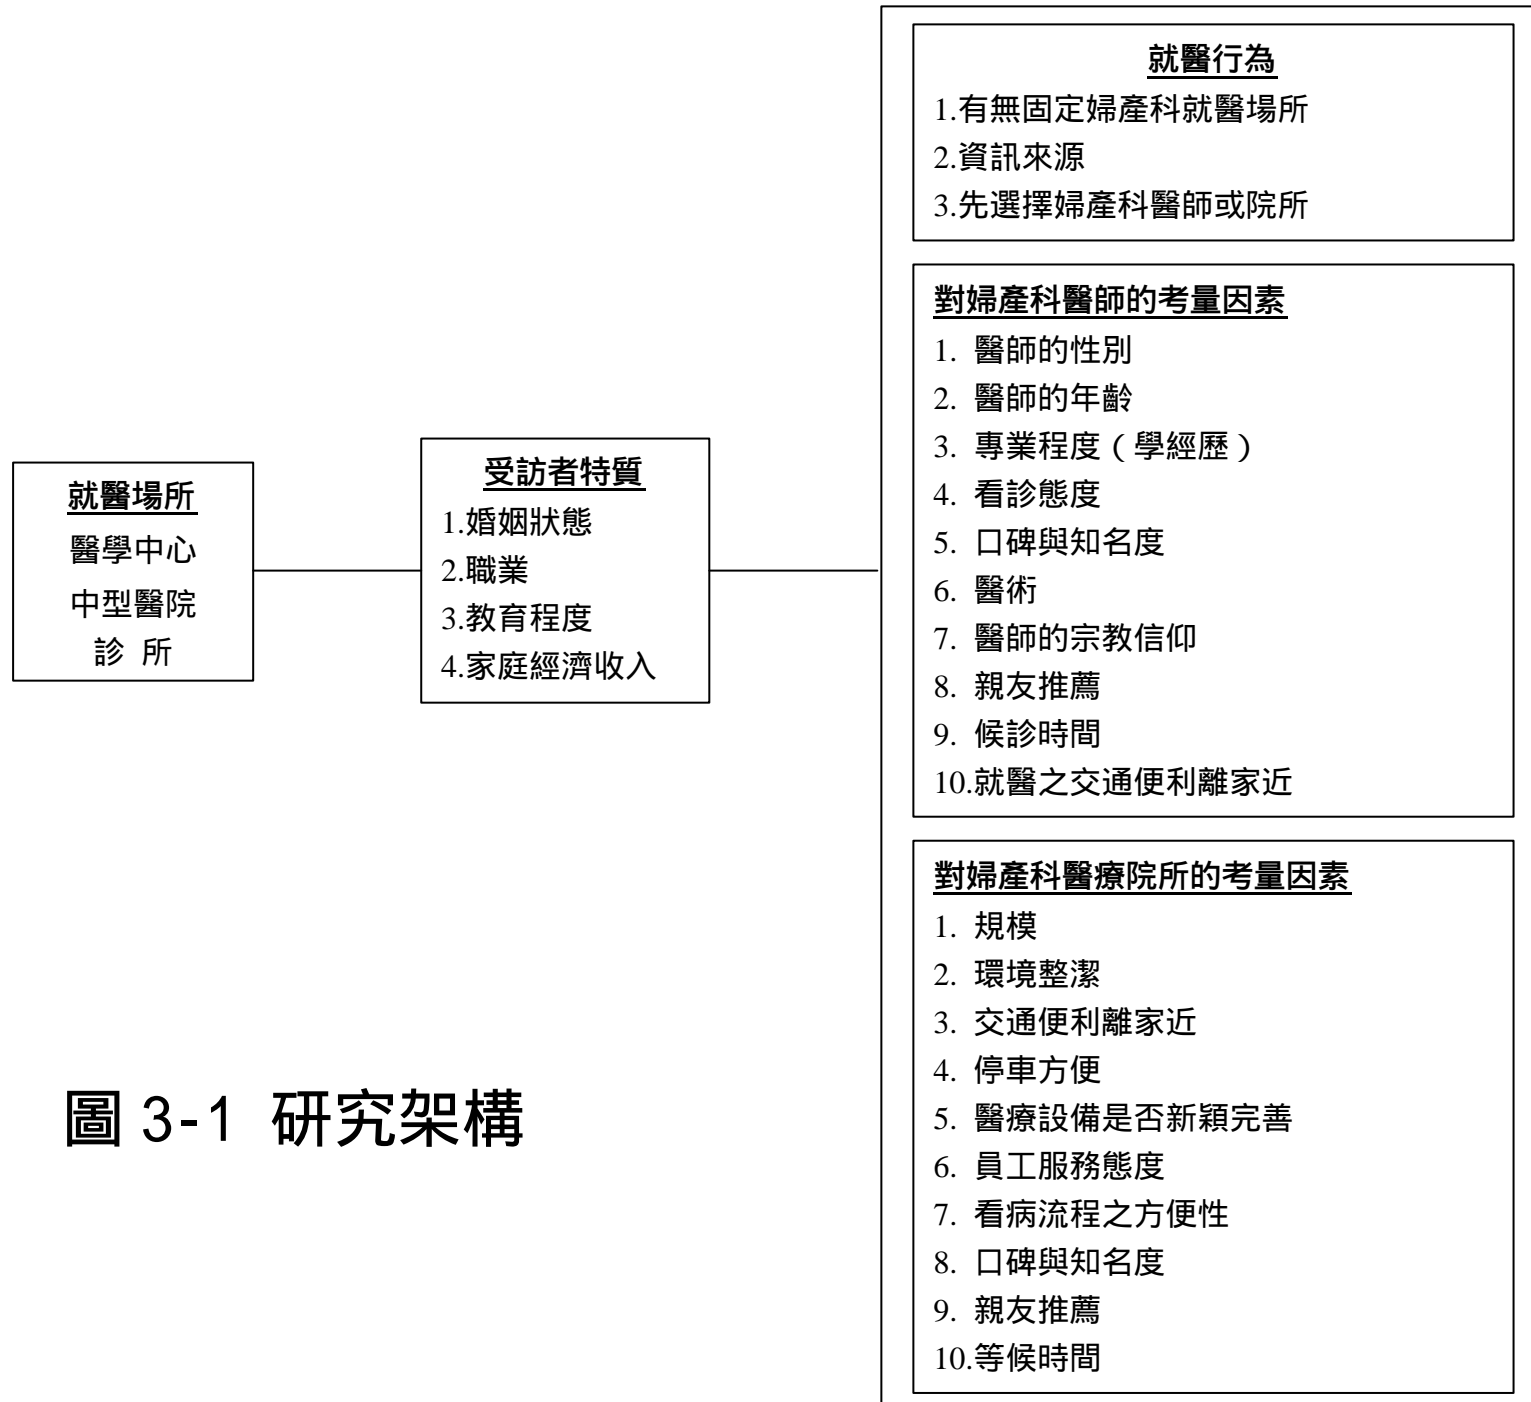 就醫場所
醫學中心
中型醫院
診 所
受訪者特質
1.婚姻狀態
2.職業
3.教育程度
4.家庭經濟收入
就醫行為
1.有無固定婦產科就醫場所
2.資訊來源
3.先選擇婦產科醫師或院所
對婦產科醫師的考量因素
1. 醫師的性別
2. 醫師的年齡
3. 專業程度（學經歷）
4. 看診態度
5. 口碑與知名度
6. 醫術
7. 醫師的宗教信仰
8. 親友推薦
9. 候診時間
10.就醫之交通便利離家近
對婦產科醫療院所的考量因素
1. 規模
2. 環境整潔
3. 交通便利離家近
4. 停車方便
5. 醫療設備是否新穎完善
6. 員工服務態度
7. 看病流程之方便性
8. 口碑與知名度
9. 親友推薦
10.等候時間
圖 3-1 研究架構